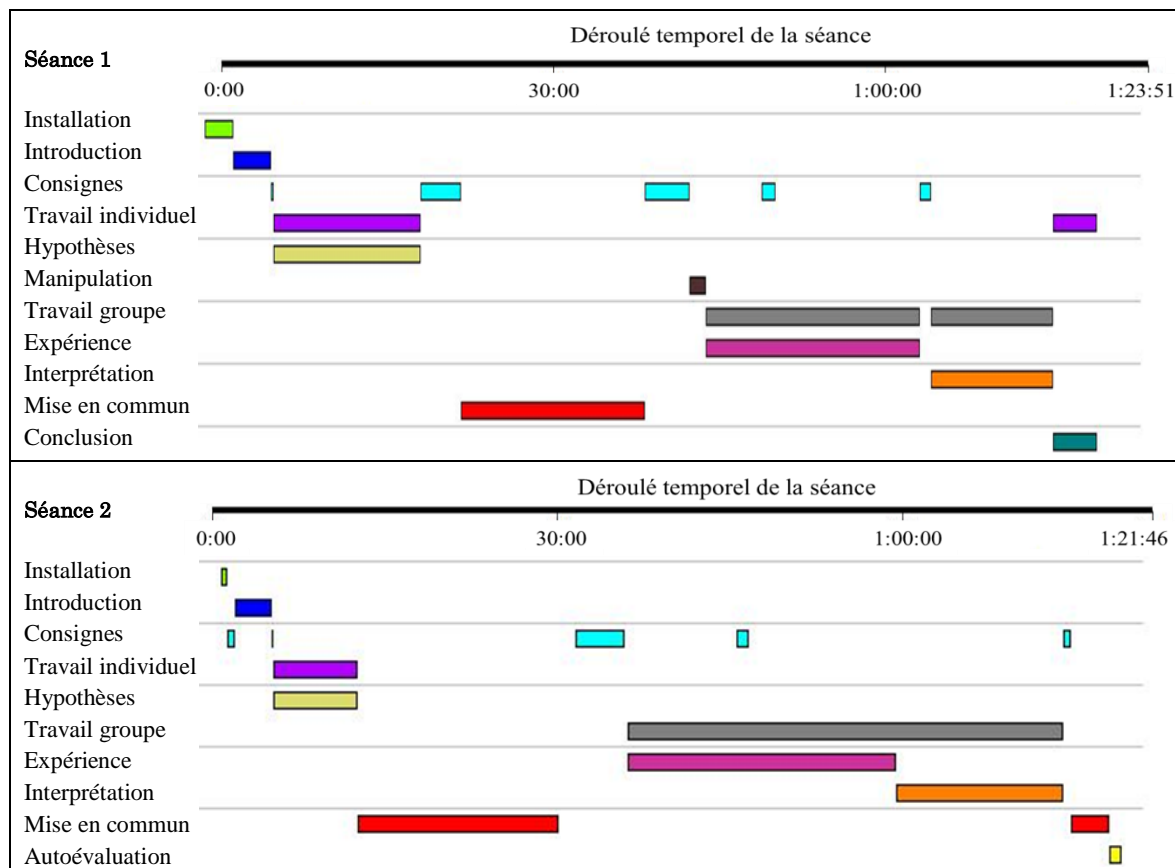 Déroulé temporel de la séance
Séance 1
0:00 30:00 1:00:00 1:23:51
Installation
Introduction
Consignes
Travail individuel
Hypothèses
Manipulation
Travail groupe
Expérience
Interprétation
Mise en commun
Conclusion
Déroulé temporel de la séance
Séance 2
0:00 30:00 1:00:00 1:21:46
Installation
Introduction
Consignes
Travail individuel
Hypothèses
Travail groupe
Expérience
Interprétation
Mise en commun
Autoévaluation